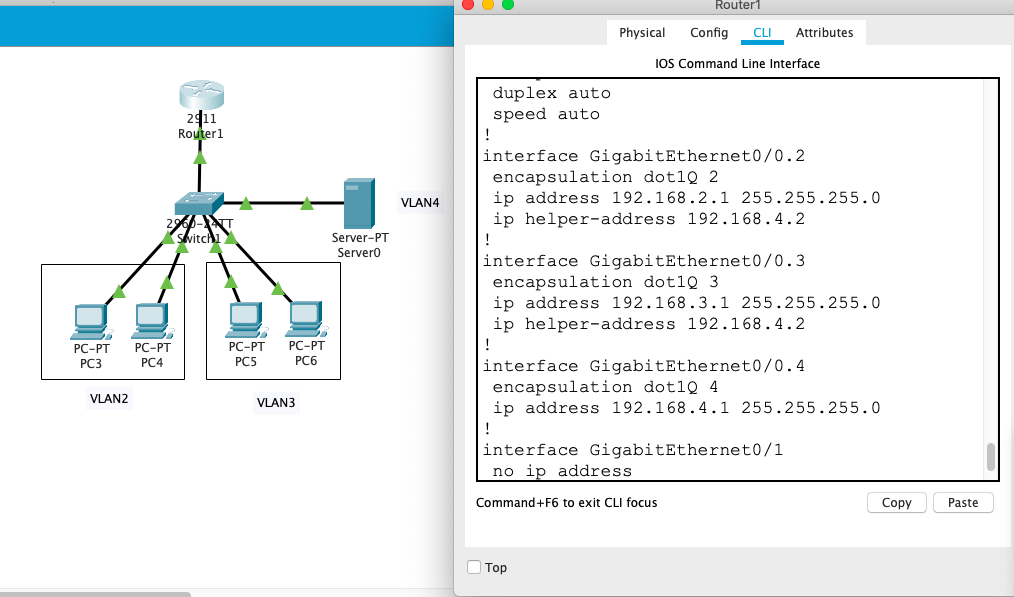 Router1
Physical
Config
CLI
Attributes
IOS Command Line Interface
duplex auto
speed auto
!
interface GigabitEthernet0/0.2
encapsulation dot1Q 2
ip address 192.168.2.1 255.255.255.0
ip helper-address 192.168.4.2
!
interface GigabitEthernet0/0.3
encapsulation dot1Q 3
ip address 192.168.3.1 255.255.255.0
ip helper-address 192.168.4.2
!
interface GigabitEthernet0/0.4
encapsulation dot1Q 4
ip address 192.168.4.1 255.255.255.0
!
interface GigabitEthernet0/1
no ip address
Command+F6 to exit CLI focus
Copy
Paste
Top
2911
Router1
2960-24TT
Switch1
Server-PT
Server0
VLAN4
PC-PT
PC3
PC-PT
PC4
PC-PT
PC5
PC-PT
PC6
VLAN2
VLAN3